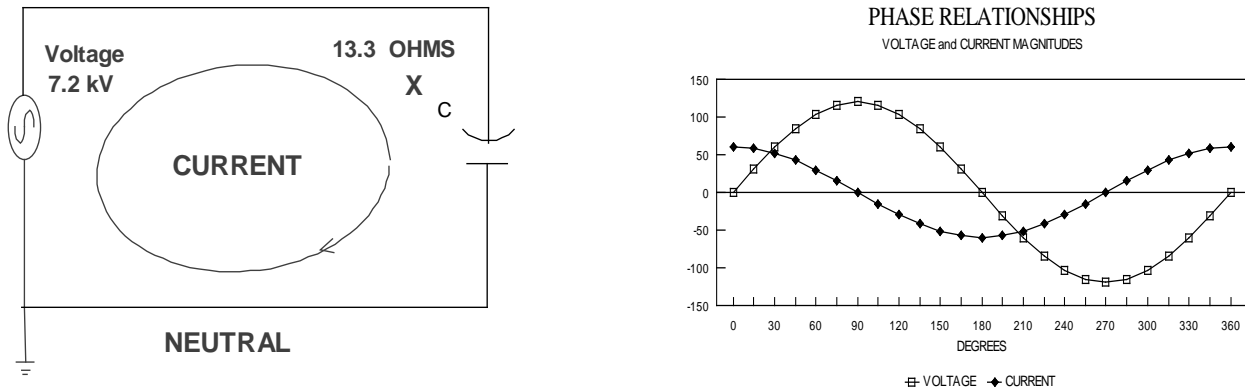 Voltage
7.2 kV
13.3 OHMS
X
C
CURRENT
NEUTRAL
PHASE RELATIONSHIPS
VOLTAGE and CURRENT MAGNITUDES
150
100
50
0
-50
-100
-150
0 30 60 90 120 150 180 210 240 270 300 330 360
DEGREES
VOLTAGE CURRENT